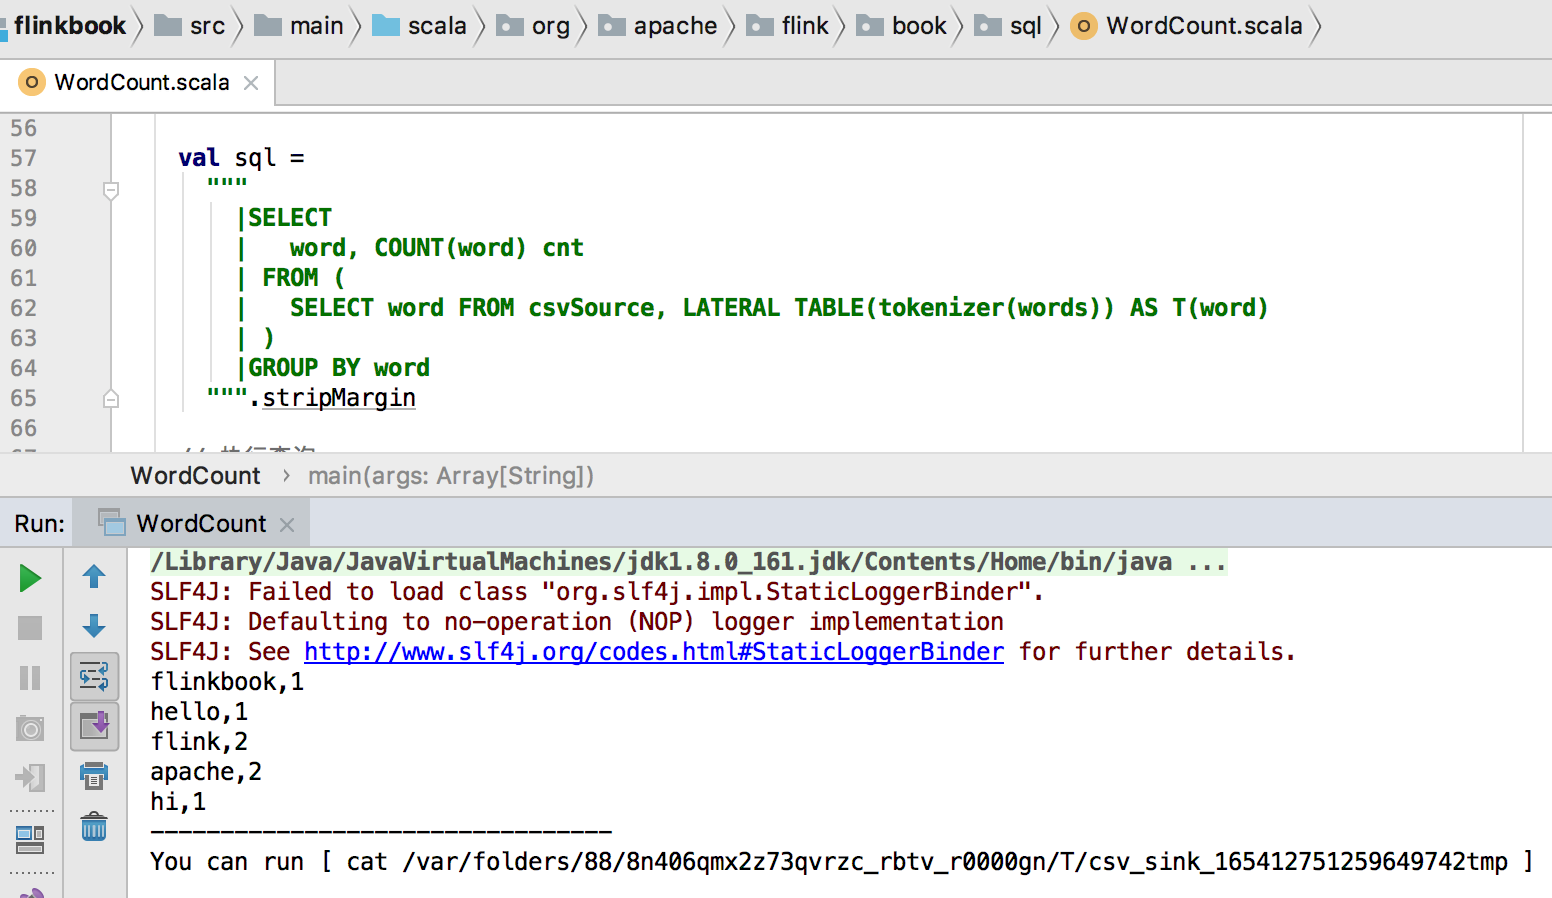 flinkbook src main scala org apache flink book sql WordCount.scala
WordCount.scala
56
57 val sql =
58 """
59 |SELECT
60 | word, COUNT(word) cnt
61 | FROM (
62 | SELECT word FROM csvSource, LATERAL TABLE(tokenizer(words)) AS T(word)
63 | )
64 |GROUP BY word
65 """.stripMargin
66
//
WordCount › main(args: Array[String])
Run: WordCount
/Library/Java/JavaVirtualMachines/jdk1.8.0_161.jdk/Contents/Home/bin/java ...
SLF4J: Failed to load class "org.slf4j.impl.StaticLoggerBinder".
SLF4J: Defaulting to no-operation (NOP) logger implementation
SLF4J: See http://www.slf4j.org/codes.html#StaticLoggerBinder for further details.
flinkbook,1
hello,1
flink,2
apache,2
hi,1
---------------------------------
You can run [ cat /var/folders/88/8n406qmx2z73qvrzc_rbtv_r0000gn/T/csv_sink_165412751259649742tmp ]